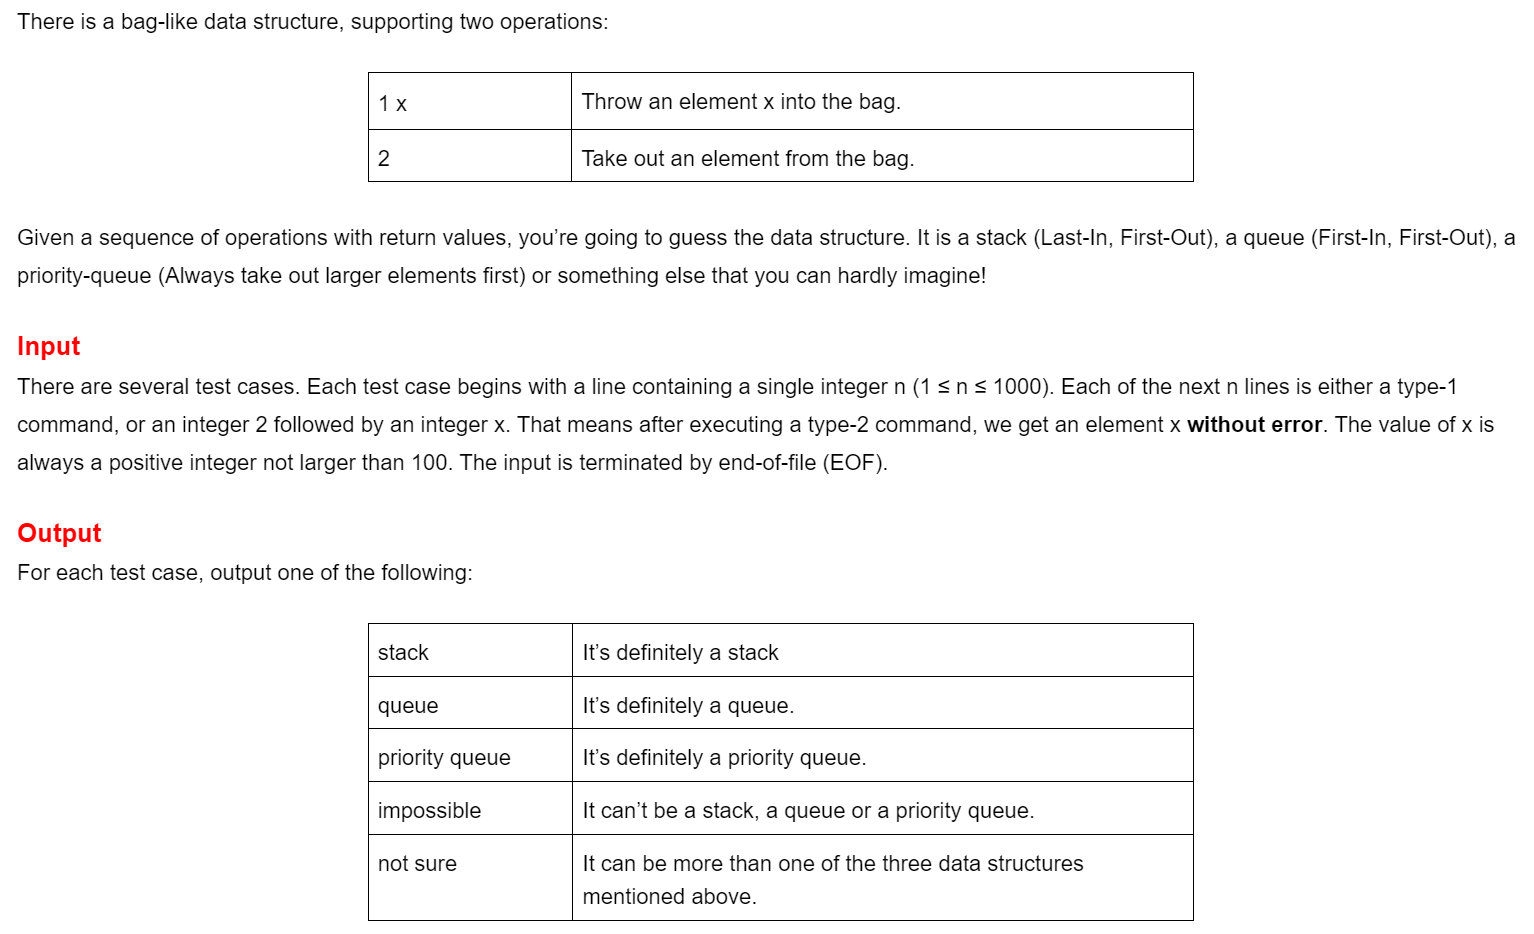 There is a bag-like data structure, supporting two operations:
1 x
Throw an element x into the bag.
2
Take out an element from the bag.
Given a sequence of operations with return values, you’re going to guess the data structure. It is a stack (Last-In, First-Out), a queue (First-In, First-Out), a
priority-queue (Always take out larger elements first) or something else that you can hardly imagine!
Input
There are several test cases. Each test case begins with a line containing a single integer n (1 ≤ n ≤ 1000). Each of the next n lines is either a type-1
command, or an integer 2 followed by an integer x. That means after executing a type-2 command, we get an element x without error. The value of x is
always a positive integer not larger than 100. The input is terminated by end-of-file (EOF).
Output
For each test case, output one of the following:
stack
It’s definitely a stack
queue
It’s definitely a queue.
priority queue
It’s definitely a priority queue.
impossible
It can’t be a stack, a queue or a priority queue.
not sure
It can be more than one of the three data structures
mentioned above.